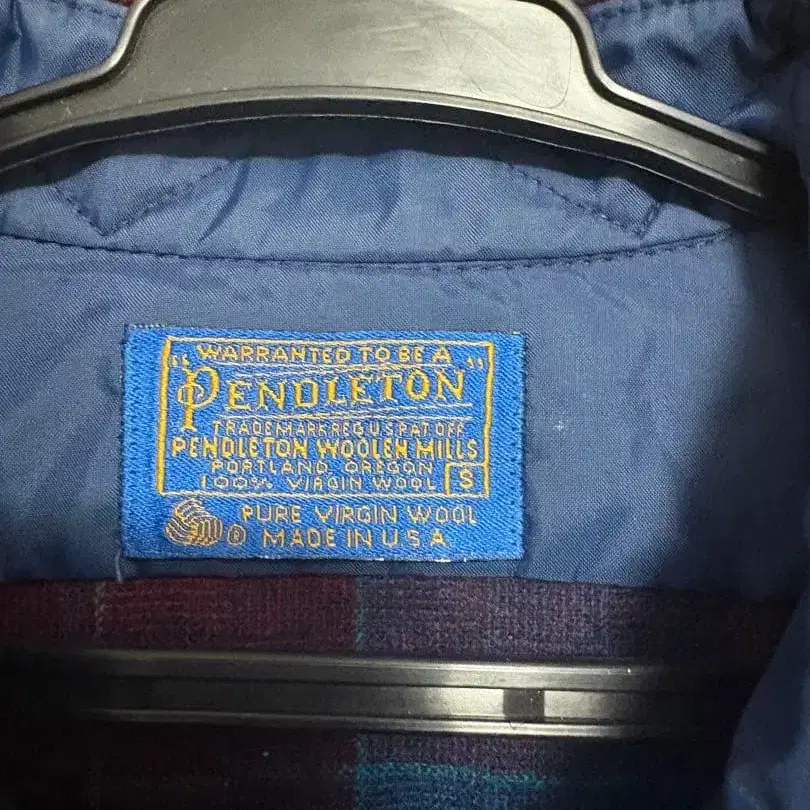 "WARRANTED TO BE A"
PENDLETON
TRADEMARK REG U S PAT OFF
PENDLETON WOOLEN MILLS
PORTLAND, OREGON
100% VIRGIN WOOL S
PURE VIRGIN WOOL
® MADE IN U S A